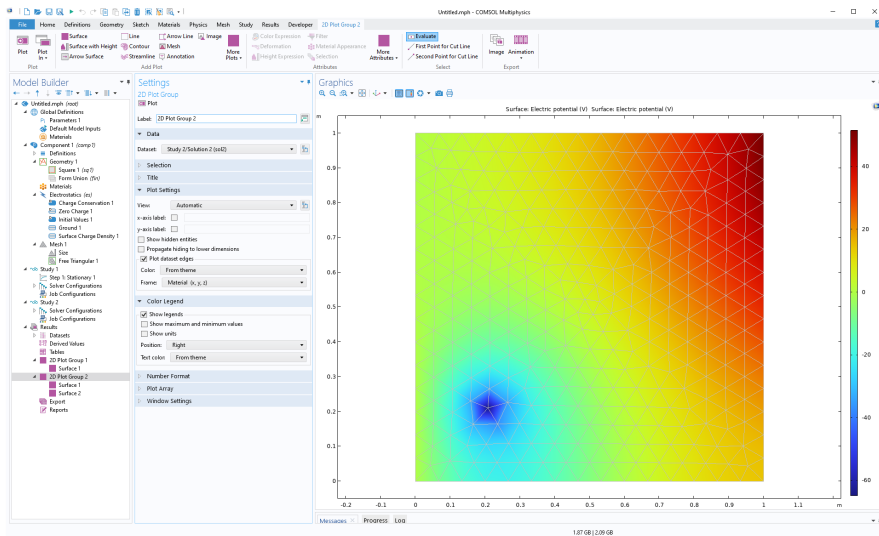 Untitled.mph - COMSOL Multiphysics
File Home Definitions Geometry Sketch Materials Physics Mesh Study Results Developer 2D Plot Group 2
Plot
Plot In
Plot
Surface
Surface with Height
Arrow Surface
Line
Contour
Streamline
Arrow Line
Mesh
Annotation
Image
More Plots
Add Plot
Color Expression
Deformation
Height Expression
Filter
Material Appearance
Selection
More Attributes
Attributes
Evaluate
First Point for Cut Line
Second Point for Cut Line
Select
Image
Animation
Export
Model Builder
Untitled.mph (root)
Global Definitions
Pi Parameters 1
Default Model Inputs
Materials
Component 1 (comp1)
Definitions
Geometry 1
Square 1 (sq1)
Form Union (fin)
Materials
Electrostatics (es)
Charge Conservation 1
Zero Charge 1
Initial Values 1
Ground 1
Surface Charge Density 1
Mesh 1
Size
Free Triangular 1
Study 1
Step 1: Stationary 1
Solver Configurations
Job Configurations
Study 2
Solver Configurations
Job Configurations
Results
Datasets
Derived Values
Tables
2D Plot Group 1
Surface 1
2D Plot Group 2
Surface 1
Surface 2
Export
Reports
Settings
2D Plot Group
Plot
Label: 2D Plot Group 2
Data
Dataset: Study 2/Solution 2 (sol2)
Selection
Title
Plot Settings
View: Automatic
x-axis label:
y-axis label:
Show hidden entities
Propagate hiding to lower dimensions
Plot dataset edges
Color: From theme
Frame: Material (x, y, z)
Color Legend
Show legends
Show maximum and minimum values
Show units
Position: Right
Text color: From theme
Number Format
Plot Array
Window Settings
Graphics
m
Surface: Electric potential (V) Surface: Electric potential (V)
1
0.9
0.8
0.7
0.6
0.5
0.4
0.3
0.2
0.1
0
-0.2 -0.1 0 0.1 0.2 0.3 0.4 0.5 0.6 0.7 0.8 0.9 1 1.1 m
40
20
0
-20
-40
-60
Messages Progress Log
1.87 GB | 2.09 GB